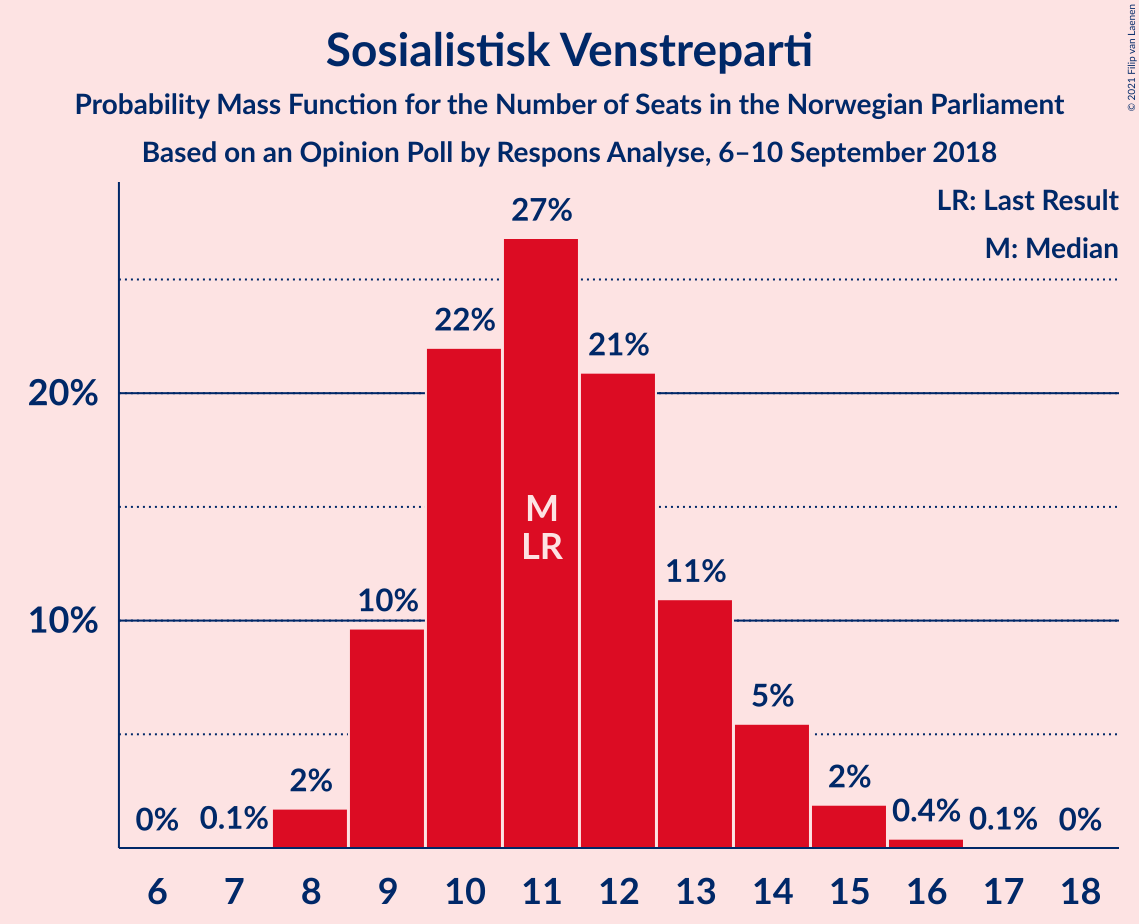 © 2021 Filip van Laenen
Sosialistisk Venstreparti
Probability Mass Function for the Number of Seats in the Norwegian Parliament
Based on an Opinion Poll by Respons Analyse, 6–10 September 2018
LR: Last Result
M: Median
27%
22%
21%
20%
M
LR
11%
10%
10%
5%
2%
2%
0%
0.1%
0.4%
0.1%
0%
6 7 8 9 10 11 12 13 14 15 16 17 18